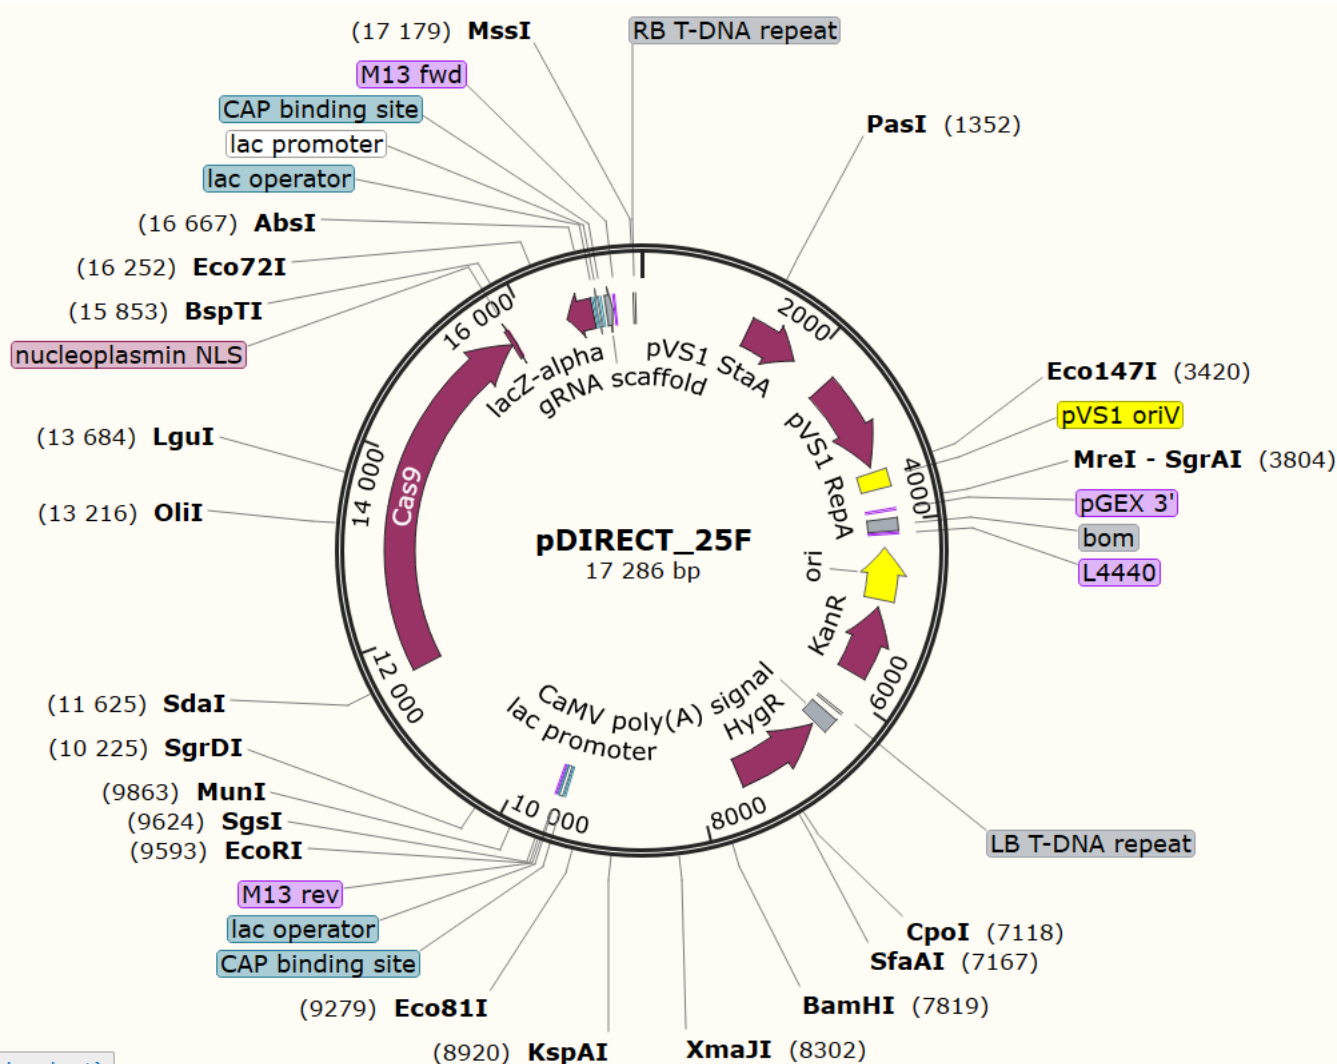 (17 179) MssI
RB T-DNA repeat
M13 fwd
CAP binding site
PasI (1352)
lac promoter
lac operator
(16 667) AbsI
(16 252) Eco72I
(15 853) BspTI
nucleoplasmin NLS
16 000
2000
lacZ-alpha
gRNA scaffold
pVS1 StaA
Eco147I (3420)
pVS1 oriV
(13 684) LguI
pVS1 RepA
MreI - SgrAI (3804)
4000
pGEX 3'
14 000
Cas9
(13 216) OliI
bom
pDIRECT_25F
17 286 bp
ori
L4440
KanR
12 000
6000
(11 625) SdaI
CaMV poly(A) signal
HygR
lac promoter
(10 225) SgrDI
(9863) MunI
10 000
8000
(9624) SgsI
(9593) EcoRI
LB T-DNA repeat
M13 rev
lac operator
CpoI (7118)
CAP binding site
SfaAI (7167)
(9279) Eco81I
BamHI (7819)
(8920) KspAI
XmaJI (8302)